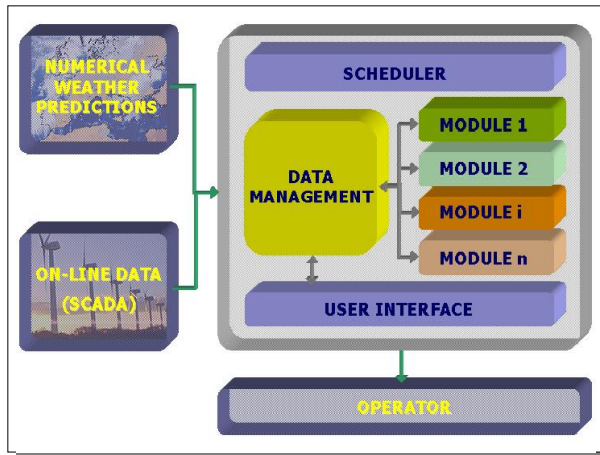 NUMERICAL
WEATHER
PREDICTIONS
ON-LINE DATA
(SCADA)
SCHEDULER
DATA
MANAGEMENT
MODULE 1
MODULE 2
MODULE i
MODULE n
USER INTERFACE
OPERATOR